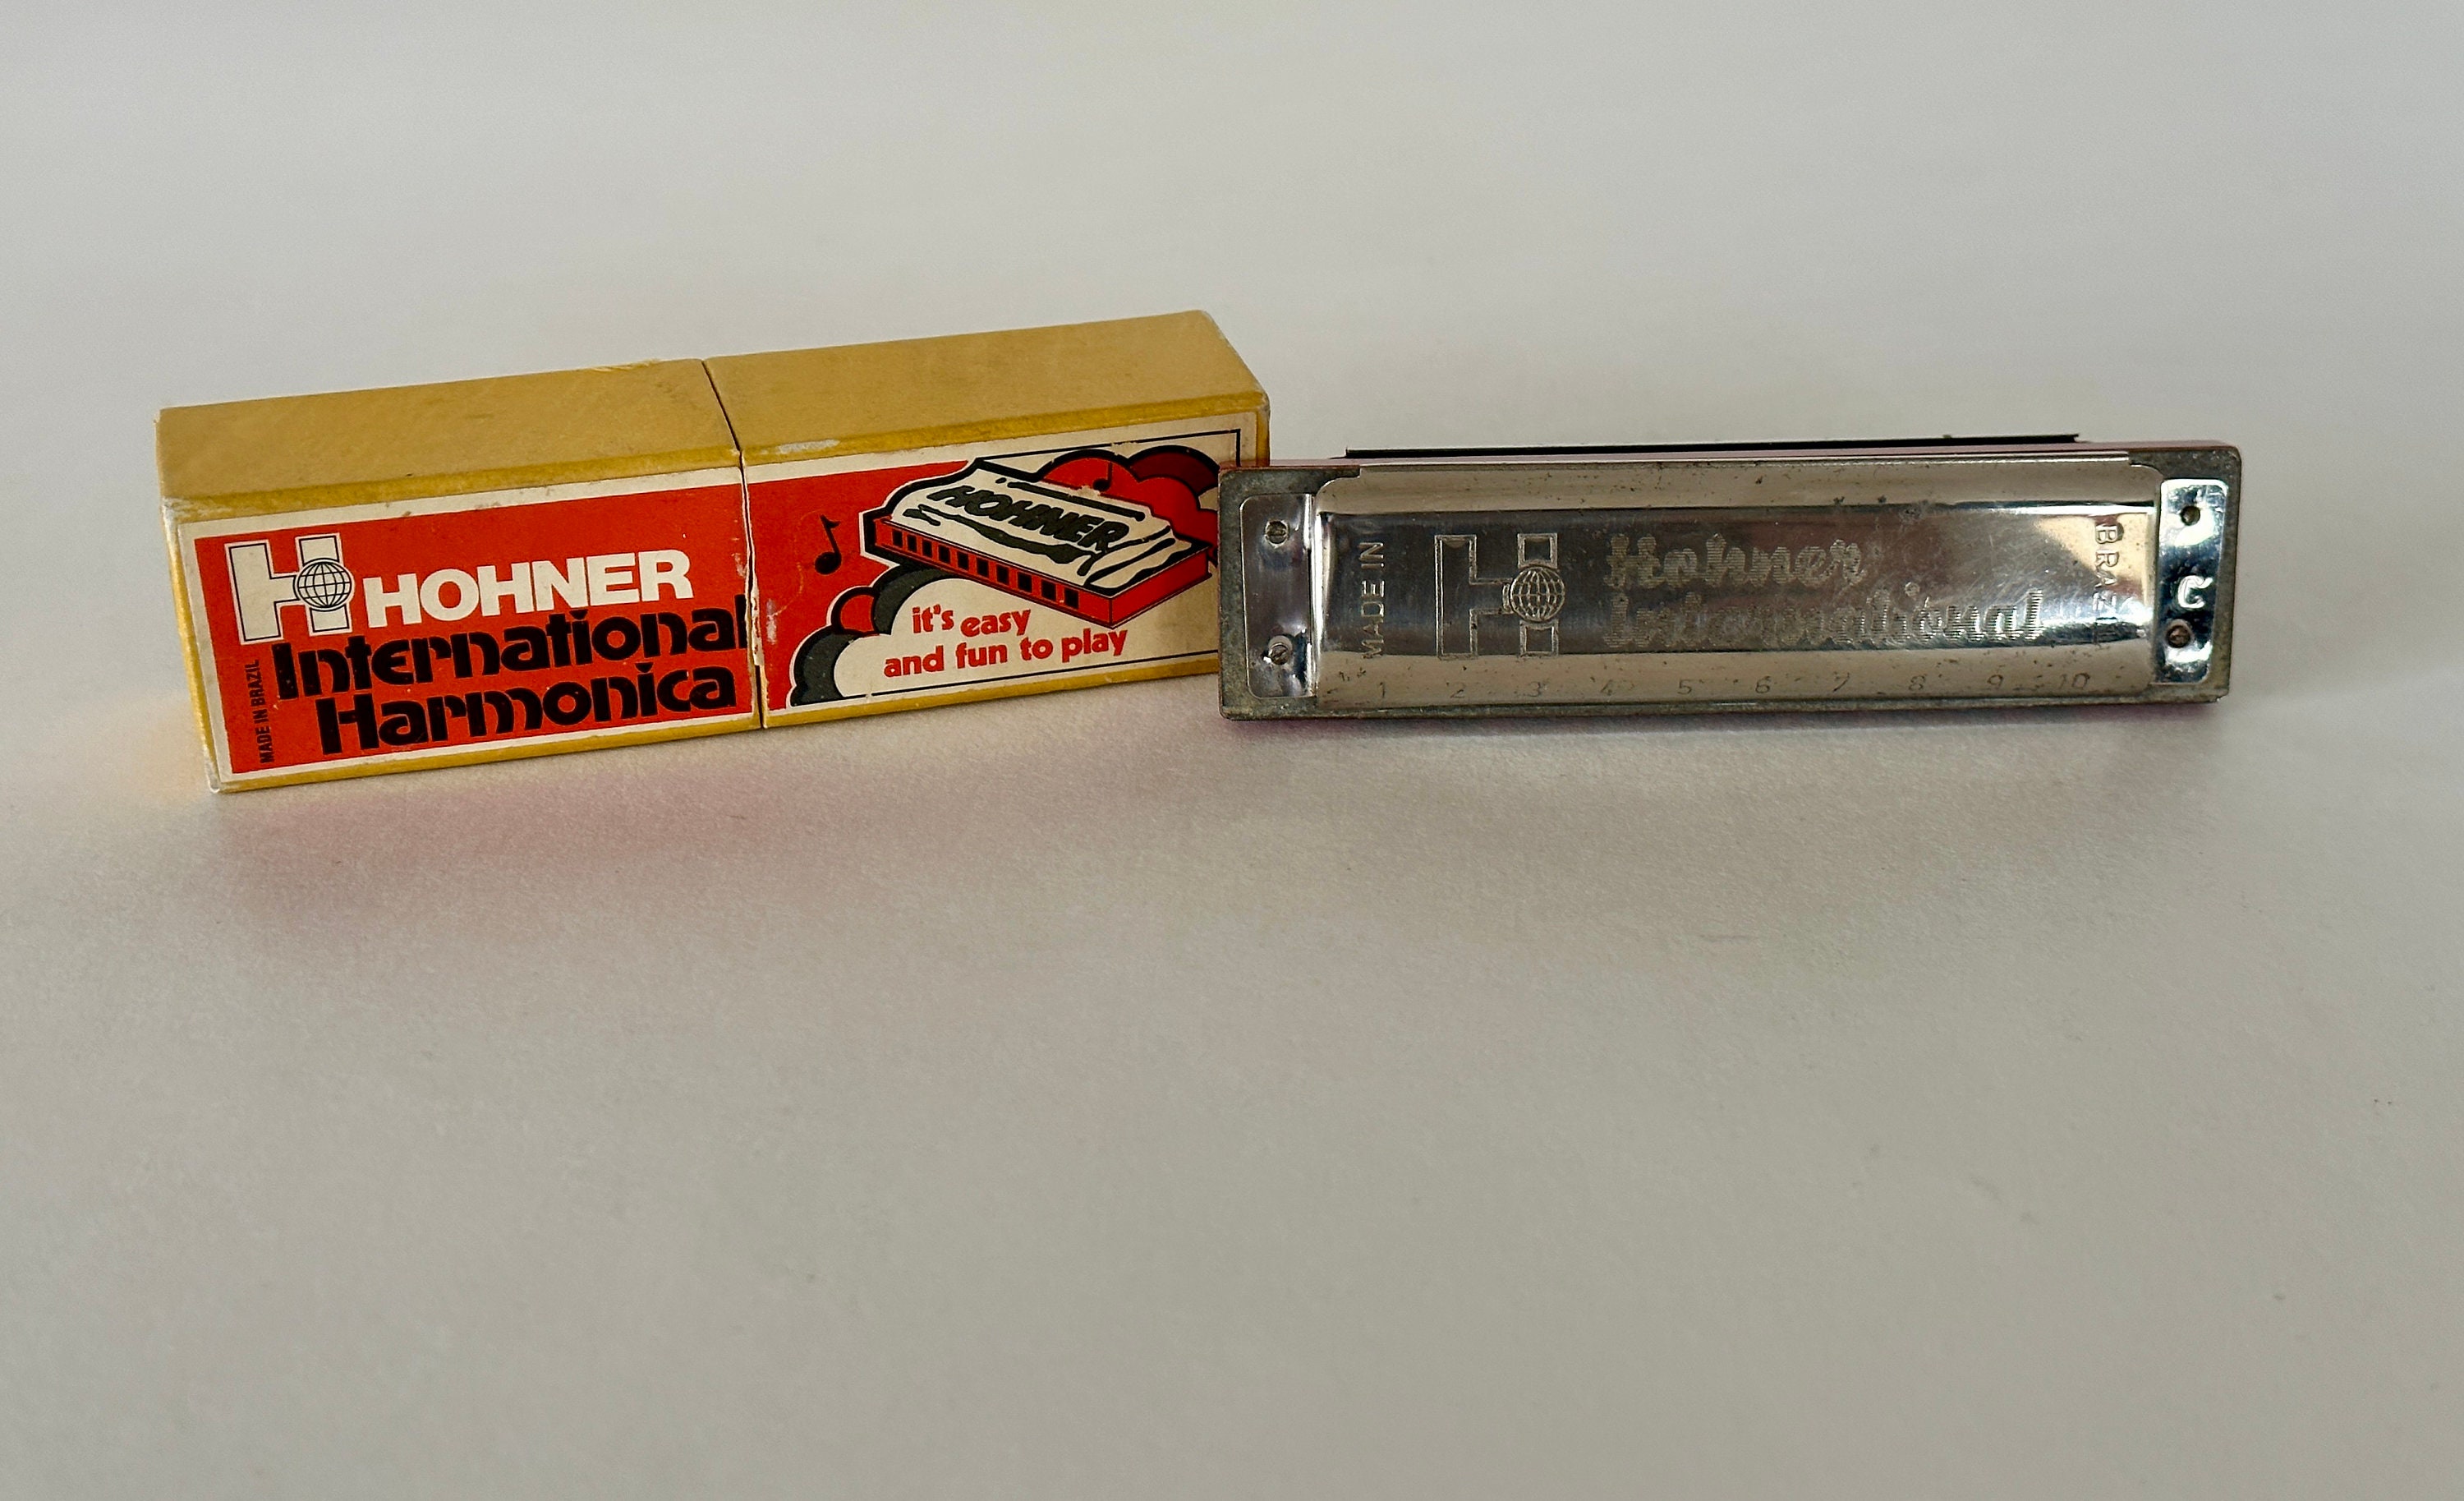 H HOHNER
International
Harmonica
MADE IN BRAZIL
HOHNER
it's easy
and fun to play
MADE IN
H
Hohner
International
BRAZIL
C
1 2 3 4 5 6 7 8 9 10